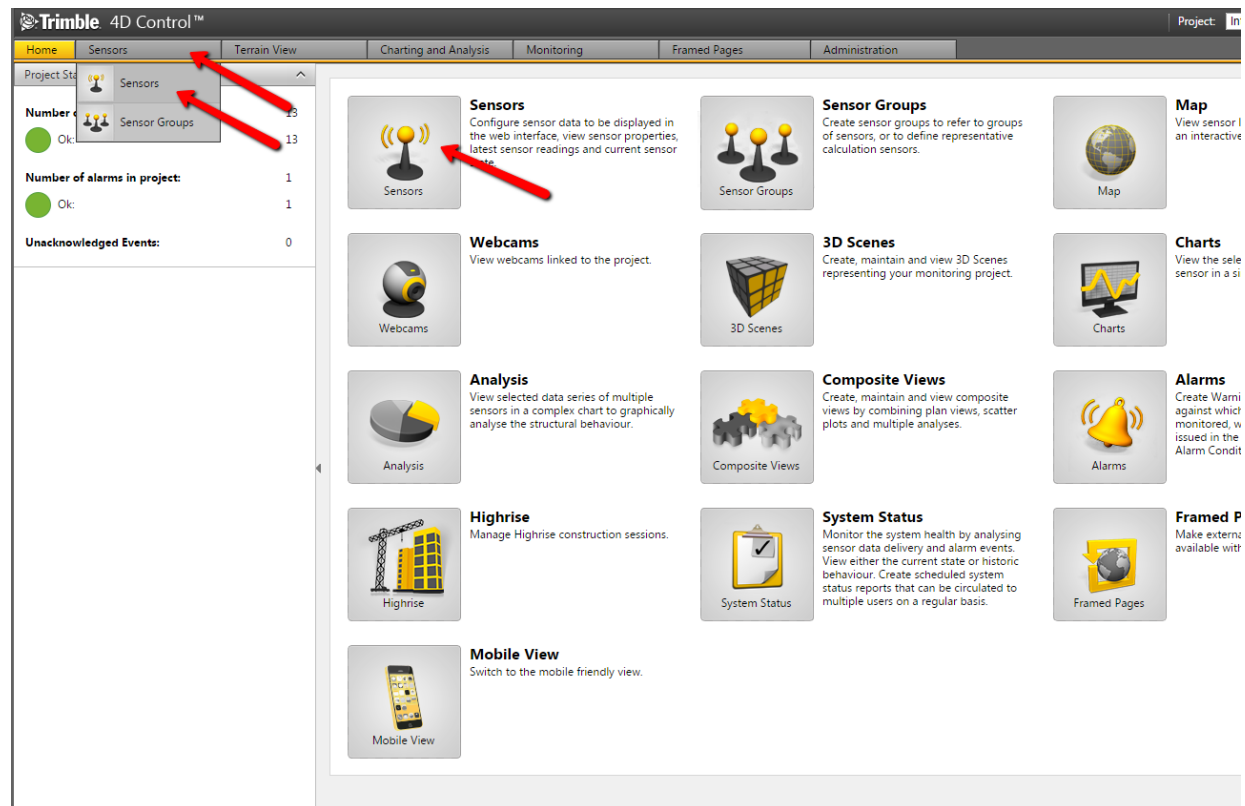 Trimble. 4D Control™
Project:
Home Sensors Terrain View Charting and Analysis Monitoring Framed Pages Administration
Project
Sensors
Sensor Groups
Number 13
Ok: 13
Number of alarms in project: 1
Ok: 1
Unacknowledged Events: 0
Sensors
Sensors
Configure sensor data to be displayed in
the web interface, view sensor properties,
latest sensor readings and current sensor
Sensor Groups
Sensor Groups
Create sensor groups to refer to groups
of sensors, or to define representative
calculation sensors.
Map
Map
View sensor
an interactive
Webcams
Webcams
View webcams linked to the project.
3D Scenes
3D Scenes
Create, maintain and view 3D Scenes
representing your monitoring project.
Charts
Charts
View the
sensor in a
Analysis
Analysis
View selected data series of multiple
sensors in a complex chart to graphically
analyse the structural behaviour.
Composite Views
Composite Views
Create, maintain and view composite
views by combining plan views, scatter
plots and multiple analyses.
Alarms
Alarms
Create
against which
monitored,
issued in the
Alarm
Highrise
Highrise
Manage Highrise construction sessions.
System Status
System Status
Monitor the system health by analysing
sensor data delivery and alarm events.
View either the current state or historic
behaviour. Create scheduled system
status reports that can be circulated to
multiple users on a regular basis.
Framed Pages
Framed
Make
available
Mobile View
Mobile View
Switch to the mobile friendly view.